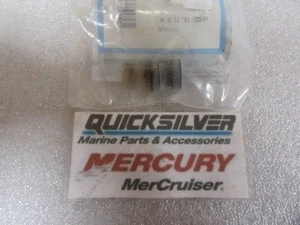 QUICKSILVER
Marine Parts & Accessories
MERCURY
MerCruiser